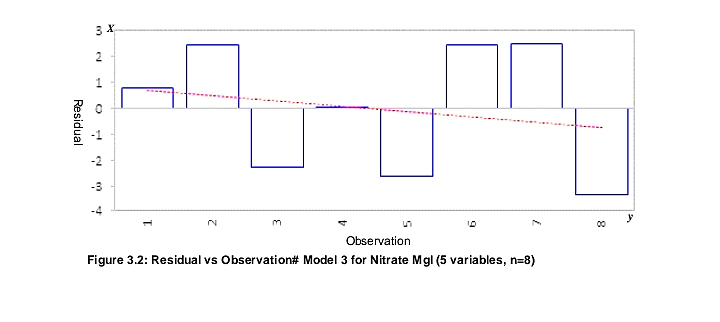 3 X
2
1
0
-1
-2
-3
-4
Residual
1 2 3 4 5 6 7 8 y
Observation
Figure 3.2: Residual vs Observation# Model 3 for Nitrate Mgl (5 variables, n=8)